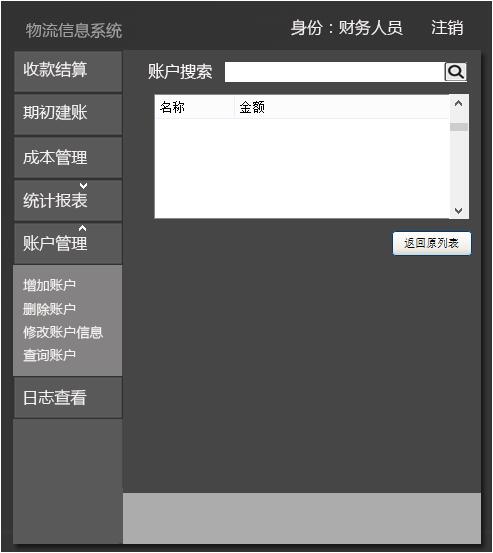 物流信息系统
身份：财务人员 注销
收款结算
期初建账
成本管理
统计报表
账户管理
增加账户
删除账户
修改账户信息
查询账户
日志查看
账户搜索
名称 金额
返回原列表